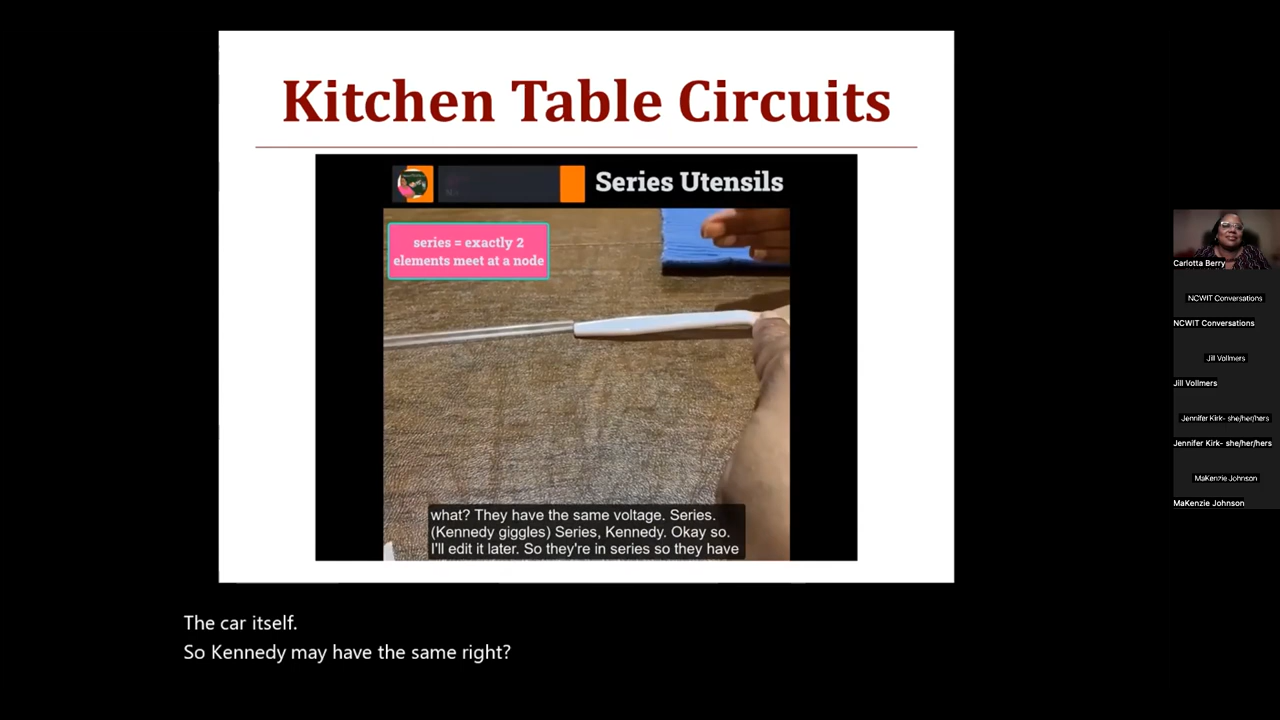 Kitchen Table Circuits
Series Utensils
series = exactly 2
elements meet at a node
what? They have the same voltage. Series.
(Kennedy giggles) Series, Kennedy. Okay so.
I'll edit it later. So they're in series so they have
The car itself.
So Kennedy may have the same right?
Carlotta Berry
NCWIT Conversations
NCWIT Conversations
Jill Vollmers
Jill Vollmers
Jennifer Kirk- she/her/hers
Jennifer Kirk- she/her/hers
MaKenzie Johnson
MaKenzie Johnson